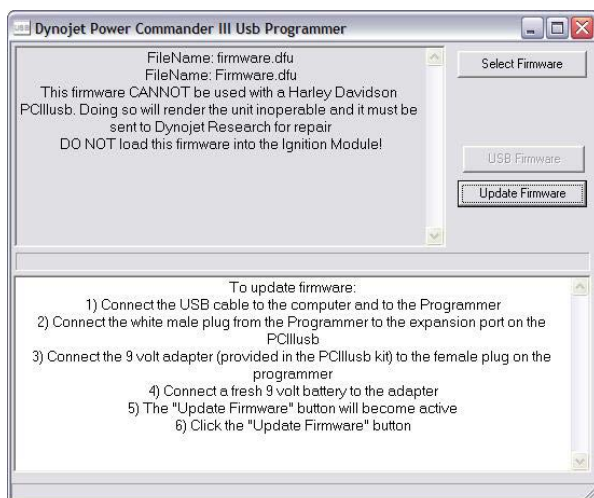 Dynojet Power Commander III Usb Programmer
FileName: firmware.dfu
FileName: Firmware.dfu
This firmware CANNOT be used with a Harley Davidson
PCIIIusb. Doing so will render the unit inoperable and it must be
sent to Dynojet Research for repair
DO NOT load this firmware into the Ignition Module!
Select Firmware
USB Firmware
Update Firmware
To update firmware:
1) Connect the USB cable to the computer and to the Programmer
2) Connect the white male plug from the Programmer to the expansion port on the
PCIIIusb
3) Connect the 9 volt adapter (provided in the PCIIIusb kit) to the female plug on the
programmer
4) Connect a fresh 9 volt battery to the adapter
5) The "Update Firmware" button will become active
6) Click the "Update Firmware" button